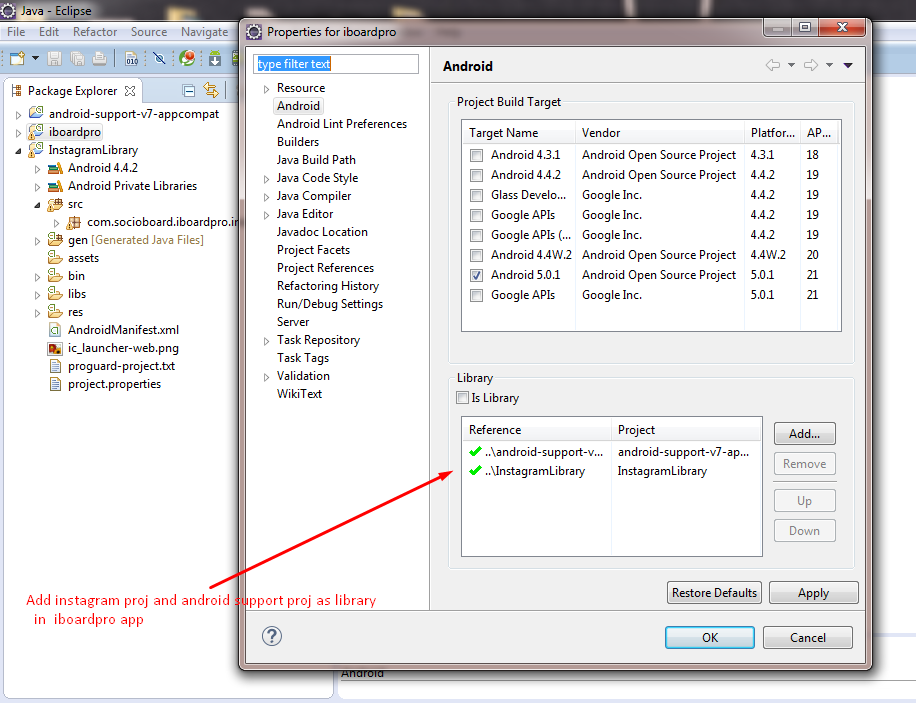 Java - Eclipse
File Edit Refactor Source Navigate
Package Explorer
android-support-v7-appcompat
iboardpro
InstagramLibrary
Android 4.4.2
Android Private Libraries
src
com.socioboard.iboardpro.in
gen [Generated Java Files]
assets
bin
libs
res
AndroidManifest.xml
ic_launcher-web.png
proguard-project.txt
project.properties
Properties for iboardpro
type filter text
Resource
Android
Android Lint Preferences
Builders
Java Build Path
Java Code Style
Java Compiler
Java Editor
Javadoc Location
Project Facets
Project References
Refactoring History
Run/Debug Settings
Server
Task Repository
Task Tags
Validation
WikiText
Android
Project Build Target
Target Name Vendor Platfor... AP...
Android 4.3.1 Android Open Source Project 4.3.1 18
Android 4.4.2 Android Open Source Project 4.4.2 19
Glass Develo... Google Inc. 4.4.2 19
Google APIs Google Inc. 4.4.2 19
Google APIs (... Google Inc. 4.4.2 19
Android 4.4W.2 Android Open Source Project 4.4W.2 20
Android 5.0.1 Android Open Source Project 5.0.1 21
Google APIs Google Inc. 5.0.1 21
Library
Is Library
Reference Project
..\android-support-v... android-support-v7-ap...
..\InstagramLibrary InstagramLibrary
Add...
Remove
Up
Down
Restore Defaults Apply
OK Cancel
Add instagram proj and android support proj as library
in iboardpro app
Android